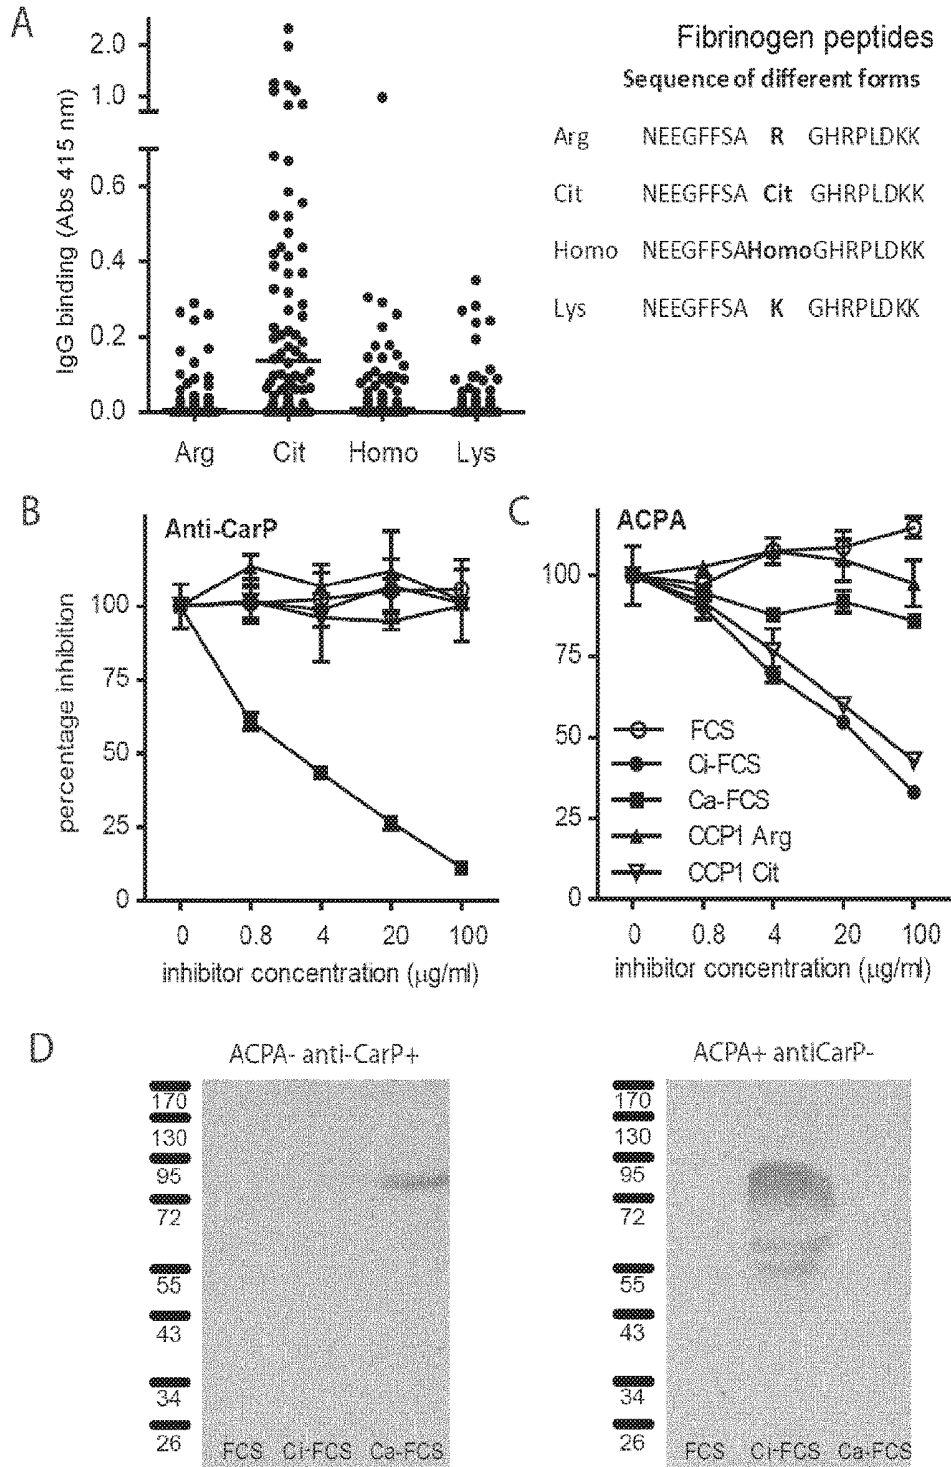 A
IgG binding (Abs 415 nm)
2.0
1.0
0.6
0.4
0.2
0.0
Arg Cit Homo Lys
Fibrinogen peptides
Sequence of different forms
Arg NEEGFFSA R GHRPLDKK
Cit NEEGFFSA Cit GHRPLDKK
Homo NEEGFFSAHomoGHRPLDKK
Lys NEEGFFSA K GHRPLDKK
B
Anti-CarP
percentage inhibition
100
75
50
25
0
0 0.8 4 20 100
inhibitor concentration (µg/ml)
C
ACPA
100
75
50
25
0
FCS
Ci-FCS
Ca-FCS
CCP1 Arg
CCP1 Cit
0 0.8 4 20 100
inhibitor concentration (µg/ml)
D
ACPA- anti-CarP+
170
130
95
72
55
43
34
26
FCS Ci-FCS Ca-FCS
ACPA+ antiCarP-
170
130
95
72
55
43
34
26
FCS Ci-FCS Ca-FCS